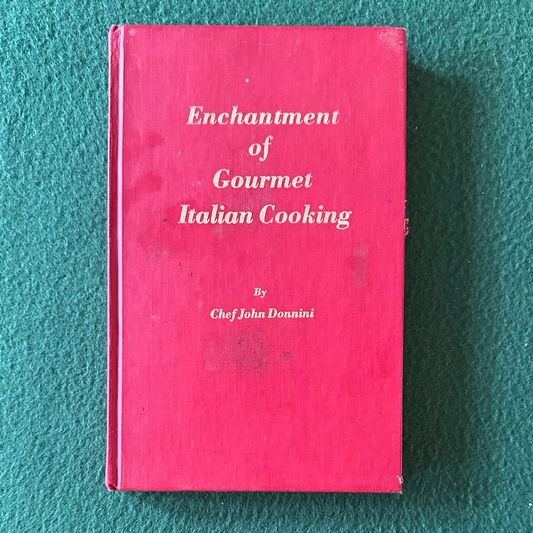 Enchantment
of
Gourmet
Italian Cooking
By
Chef John Donnini